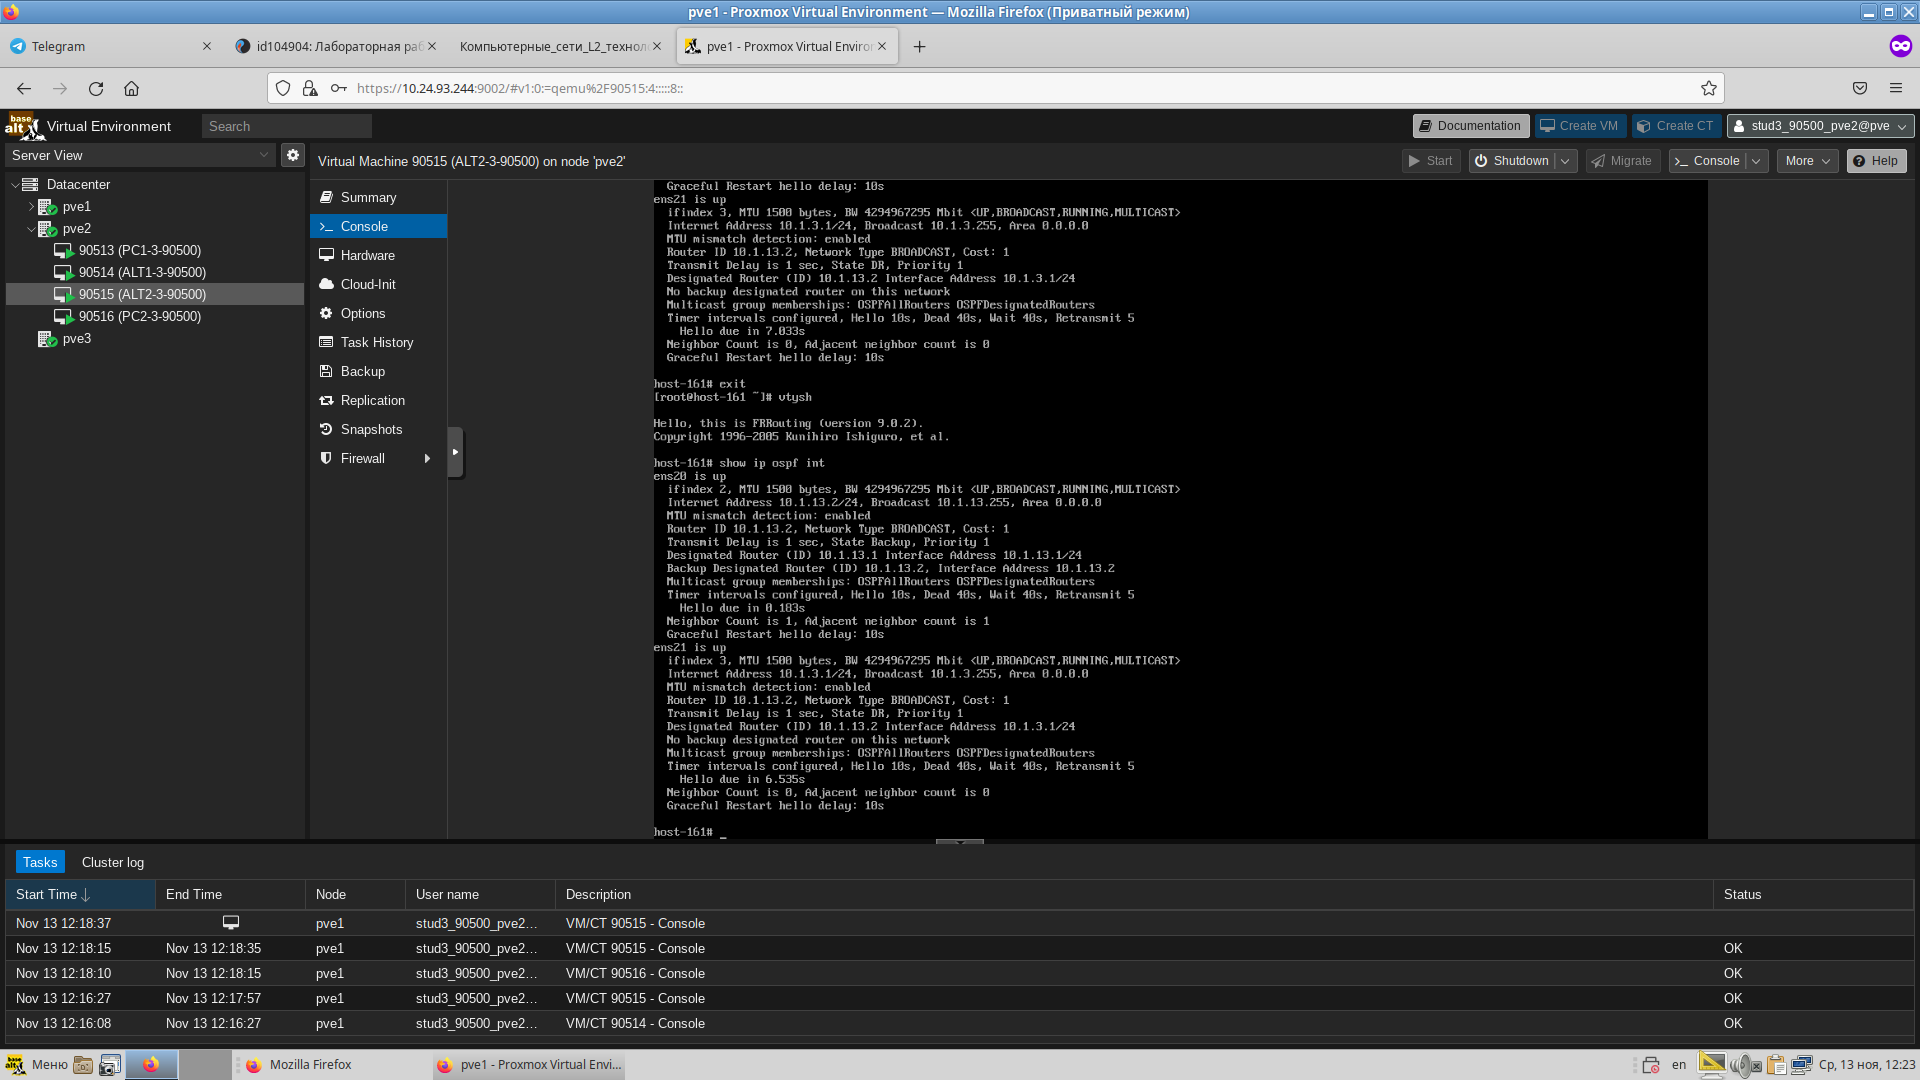 pve1 - Proxmox Virtual Environment — Mozilla Firefox (Приватный режим)
Telegram
id104904: Лабораторная раб
Компьютерные_сети_L2_технол
pve1 - Proxmox Virtual Environ
https://10.24.93.244:9002/#v1:0:=qemu%2F90515:4:::::8::
base alt
Virtual Environment
Search
Documentation
Create VM
Create CT
stud3_90500_pve2@pve
Server View
Virtual Machine 90515 (ALT2-3-90500) on node 'pve2'
Start
Shutdown
Migrate
Console
More
Help
Datacenter
pve1
pve2
90513 (PC1-3-90500)
90514 (ALT1-3-90500)
90515 (ALT2-3-90500)
90516 (PC2-3-90500)
pve3
Summary
Console
Hardware
Cloud-Init
Options
Task History
Backup
Replication
Snapshots
Firewall
Graceful Restart hello delay: 10s
ens21 is up
ifindex 3, MTU 1500 bytes, BW 4294967295 Mbit <UP,BROADCAST,RUNNING,MULTICAST>
Internet Address 10.1.3.1/24, Broadcast 10.1.3.255, Area 0.0.0.0
MTU mismatch detection: enabled
Router ID 10.1.13.2, Network Type BROADCAST, Cost: 1
Transmit Delay is 1 sec, State DR, Priority 1
Designated Router (ID) 10.1.13.2 Interface Address 10.1.3.1/24
No backup designated router on this network
Multicast group memberships: OSPFAllRouters OSPFDesignatedRouters
Timer intervals configured, Hello 10s, Dead 40s, Wait 40s, Retransmit 5
Hello due in 7.033s
Neighbor Count is 0, Adjacent neighbor count is 0
Graceful Restart hello delay: 10s
host-161# exit
[root@host-161 ~]# vtysh
Hello, this is FRRouting (version 9.0.2).
Copyright 1996-2005 Kunihiro Ishiguro, et al.
host-161# show ip ospf int
ens20 is up
ifindex 2, MTU 1500 bytes, BW 4294967295 Mbit <UP,BROADCAST,RUNNING,MULTICAST>
Internet Address 10.1.13.2/24, Broadcast 10.1.13.255, Area 0.0.0.0
MTU mismatch detection: enabled
Router ID 10.1.13.2, Network Type BROADCAST, Cost: 1
Transmit Delay is 1 sec, State Backup, Priority 1
Designated Router (ID) 10.1.13.1 Interface Address 10.1.13.1/24
Backup Designated Router (ID) 10.1.13.2, Interface Address 10.1.13.2
Multicast group memberships: OSPFAllRouters OSPFDesignatedRouters
Timer intervals configured, Hello 10s, Dead 40s, Wait 40s, Retransmit 5
Hello due in 0.183s
Neighbor Count is 1, Adjacent neighbor count is 1
Graceful Restart hello delay: 10s
ens21 is up
ifindex 3, MTU 1500 bytes, BW 4294967295 Mbit <UP,BROADCAST,RUNNING,MULTICAST>
Internet Address 10.1.3.1/24, Broadcast 10.1.3.255, Area 0.0.0.0
MTU mismatch detection: enabled
Router ID 10.1.13.2, Network Type BROADCAST, Cost: 1
Transmit Delay is 1 sec, State DR, Priority 1
Designated Router (ID) 10.1.13.2 Interface Address 10.1.3.1/24
No backup designated router on this network
Multicast group memberships: OSPFAllRouters OSPFDesignatedRouters
Timer intervals configured, Hello 10s, Dead 40s, Wait 40s, Retransmit 5
Hello due in 6.535s
Neighbor Count is 0, Adjacent neighbor count is 0
Graceful Restart hello delay: 10s
host-161# _
Tasks
Cluster log
Start Time
End Time
Node
User name
Description
Status
Nov 13 12:18:37 pve1 stud3_90500_pve2... VM/CT 90515 - Console
Nov 13 12:18:15 Nov 13 12:18:35 pve1 stud3_90500_pve2... VM/CT 90515 - Console OK
Nov 13 12:18:10 Nov 13 12:18:15 pve1 stud3_90500_pve2... VM/CT 90516 - Console OK
Nov 13 12:16:27 Nov 13 12:17:57 pve1 stud3_90500_pve2... VM/CT 90515 - Console OK
Nov 13 12:16:08 Nov 13 12:16:27 pve1 stud3_90500_pve2... VM/CT 90514 - Console OK
Меню
Mozilla Firefox
pve1 - Proxmox Virtual Envi...
en
Ср, 13 ноя, 12:23